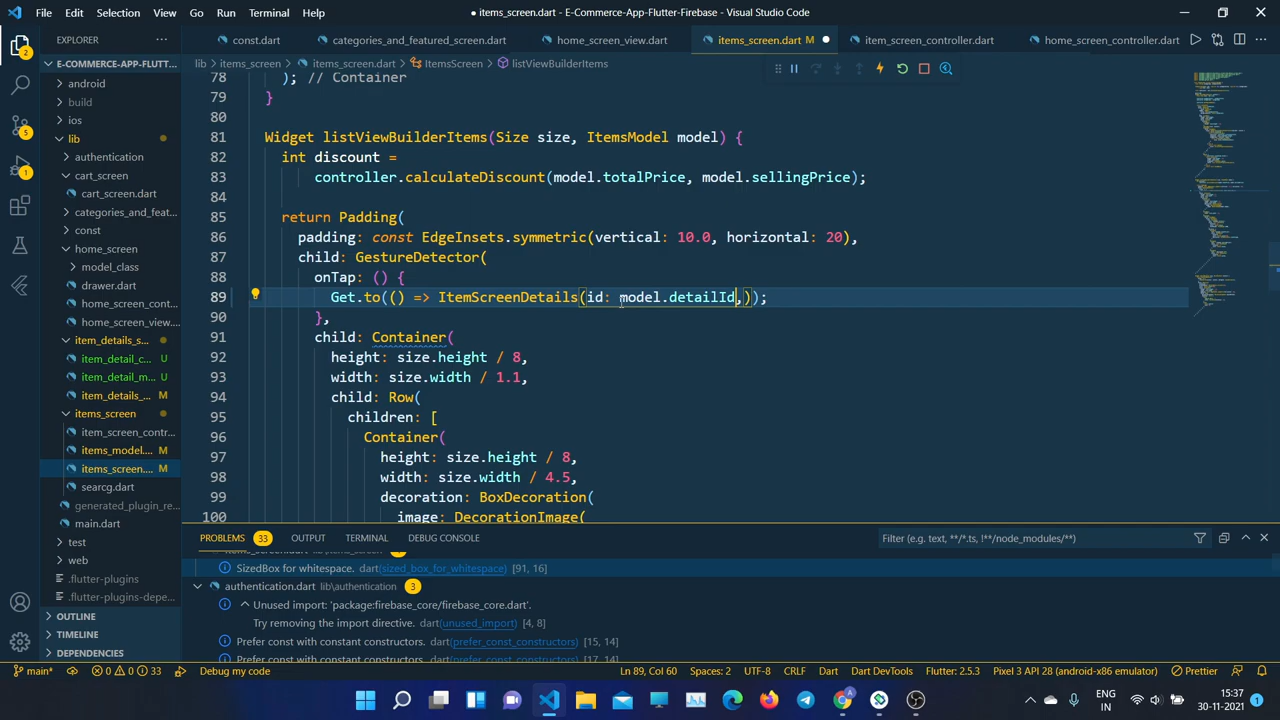 File Edit Selection View Go Run Terminal Help
● items_screen.dart - E-Commerce-App-Flutter-Firebase - Visual Studio Code
EXPLORER
const.dart categories_and_featured_screen.dart home_screen_view.dart items_screen.dart M item_screen_controller.dart home_screen_controller.dart
E-COMMERCE-APP-FLUTT...
lib > items_screen > items_screen.dart > ItemsScreen > listViewBuilderItems
android
build
ios
lib
authentication
cart_screen
cart_screen.dart
categories_and_feat...
const
home_screen
model_class
drawer.dart
home_screen_cont...
home_screen_view...
item_details_s...
item_detail_c... U
item_detail_m... U
item_details_... M
items_screen
item_screen_contr...
items_model.... M
items_screen.... M
searcg.dart
generated_plugin_re...
main.dart
test
web
.flutter-plugins
.flutter-plugins-depe...
OUTLINE
TIMELINE
DEPENDENCIES
78 ); // Container
79 }
80
81 Widget listViewBuilderItems(Size size, ItemsModel model) {
82 int discount =
83 controller.calculateDiscount(model.totalPrice, model.sellingPrice);
84
85 return Padding(
86 padding: const EdgeInsets.symmetric(vertical: 10.0, horizontal: 20),
87 child: GestureDetector(
88 onTap: () {
89 Get.to(() => ItemScreenDetails(id: model.detailId,));
90 },
91 child: Container(
92 height: size.height / 8,
93 width: size.width / 1.1,
94 child: Row(
95 children: [
96 Container(
97 height: size.height / 8,
98 width: size.width / 4.5,
99 decoration: BoxDecoration(
100 image: DecorationImage(
PROBLEMS 33 OUTPUT TERMINAL DEBUG CONSOLE
Filter (e.g. text, **/*.ts, !**/node_modules/**)
SizedBox for whitespace. dart(sized_box_for_whitespace) [91, 16]
authentication.dart lib\authentication 3
Unused import: 'package:firebase_core/firebase_core.dart'.
Try removing the import directive. dart(unused_import) [4, 8]
Prefer const with constant constructors. dart(prefer_const_constructors) [15, 14]
Prefer const with constant constructors. dart(prefer_const_constructors) [17, 14]
main* 0 0 33 Debug my code Ln 89, Col 60 Spaces: 2 UTF-8 CRLF Dart Dart DevTools Flutter: 2.5.3 Pixel 3 API 28 (android-x86 emulator) Prettier
ENG
IN
15:37
30-11-2021